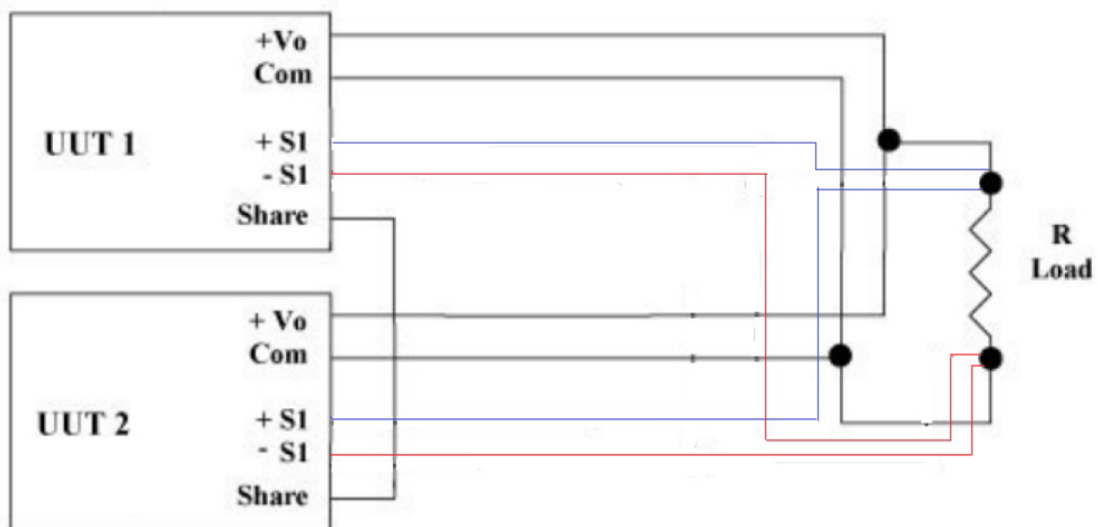 +Vo
Com
UUT 1
+ S1
- S1
Share
R
Load
+ Vo
Com
UUT 2
+ S1
- S1
Share